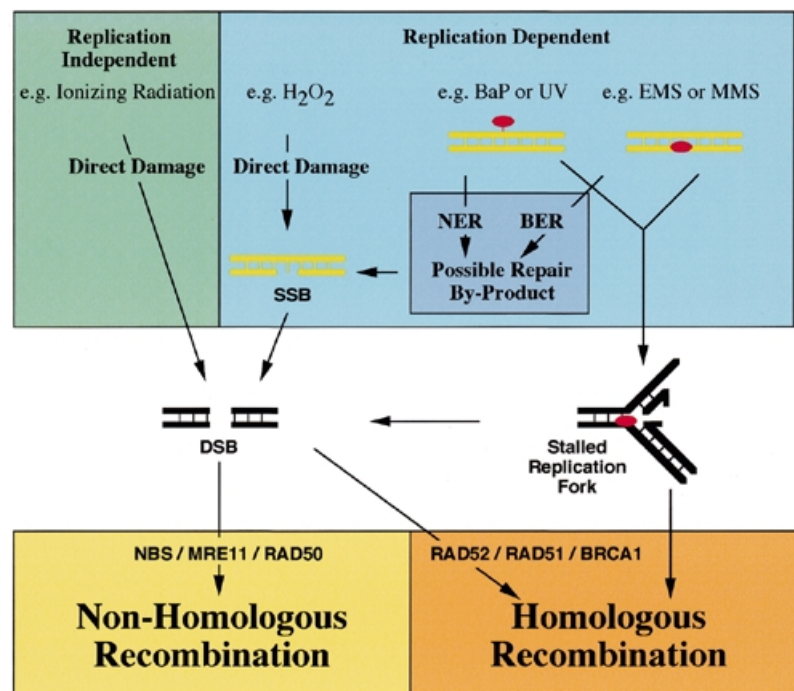 Replication
Independent
e.g. Ionizing Radiation
Direct Damage
Replication Dependent
e.g. H₂O₂
e.g. BaP or UV
e.g. EMS or MMS
Direct Damage
NER
BER
Possible Repair
By-Product
SSB
DSB
Stalled
Replication
Fork
NBS / MRE11 / RAD50
Non-Homologous
Recombination
RAD52 / RAD51 / BRCA1
Homologous
Recombination